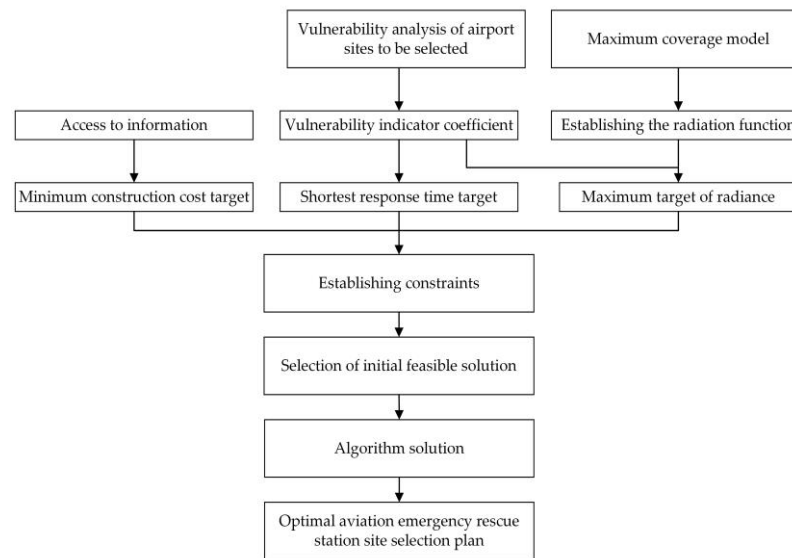 Vulnerability analysis of airport
sites to be selected
Maximum coverage model
Access to information
Vulnerability indicator coefficient
Establishing the radiation function
Minimum construction cost target
Shortest response time target
Maximum target of radiance
Establishing constraints
Selection of initial feasible solution
Algorithm solution
Optimal aviation emergency rescue
station site selection plan